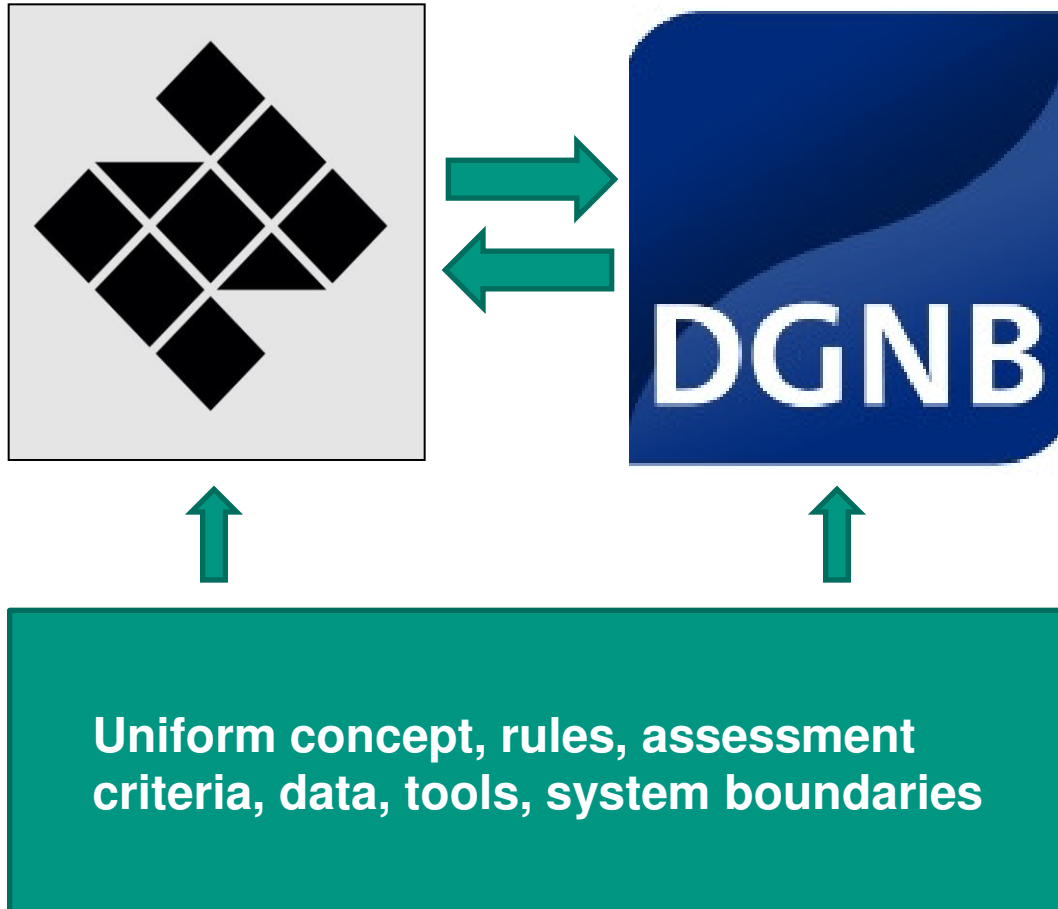 DGNB
Uniform concept, rules, assessment
criteria, data, tools, system boundaries